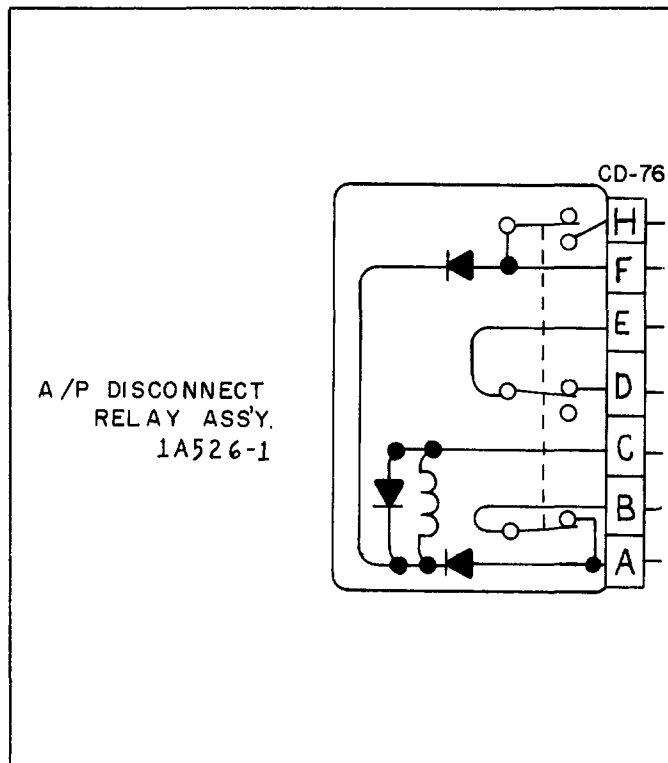 CD-76
H
F
E
A/P DISCONNECT
D
RELAY ASS'Y.
1A526-1
C
B
A